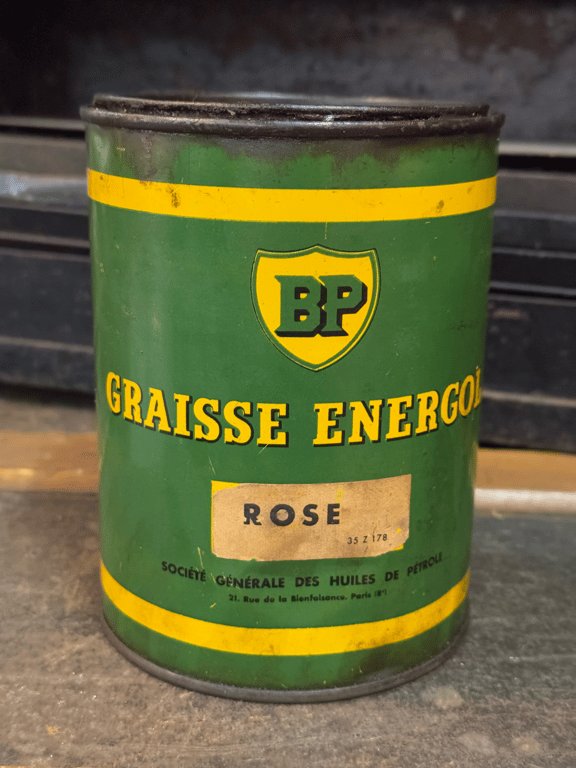 BP
GRAISSE ENERGOL
ROSE
35 Z 178
SOCIÉTÉ GÉNÉRALE DES HUILES DE PÉTROLE
21, Rue de la Bienfaisance, Paris (8ᵉ)